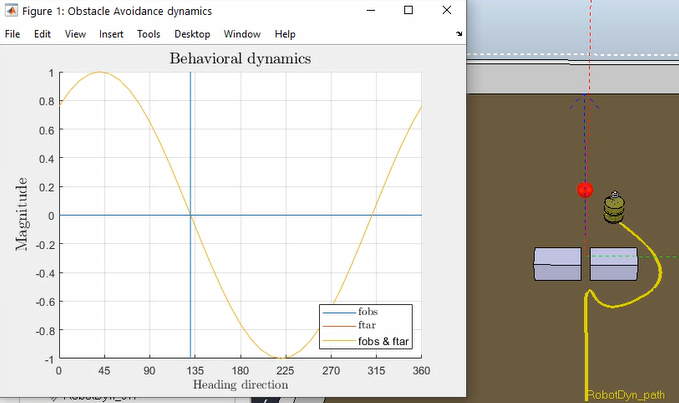 Figure 1: Obstacle Avoidance dynamics
File Edit View Insert Tools Desktop Window Help
Behavioral dynamics
1
0.8
0.6
0.4
0.2
0
-0.2
-0.4
-0.6
-0.8
-1
Magnitude
fobs
ftar
fobs & ftar
0 45 90 135 180 225 270 315 360
Heading direction
RobotDyn_path